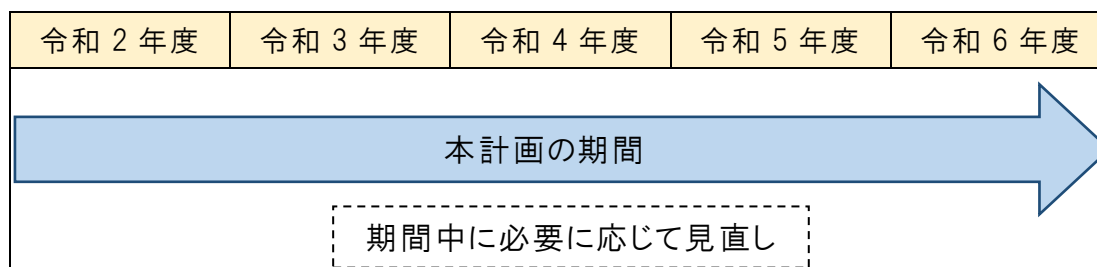 令和 2 年度 令和 3 年度 令和 4 年度 令和 5 年度 令和 6 年度
本計画の期間
期間中に必要に応じて見直し